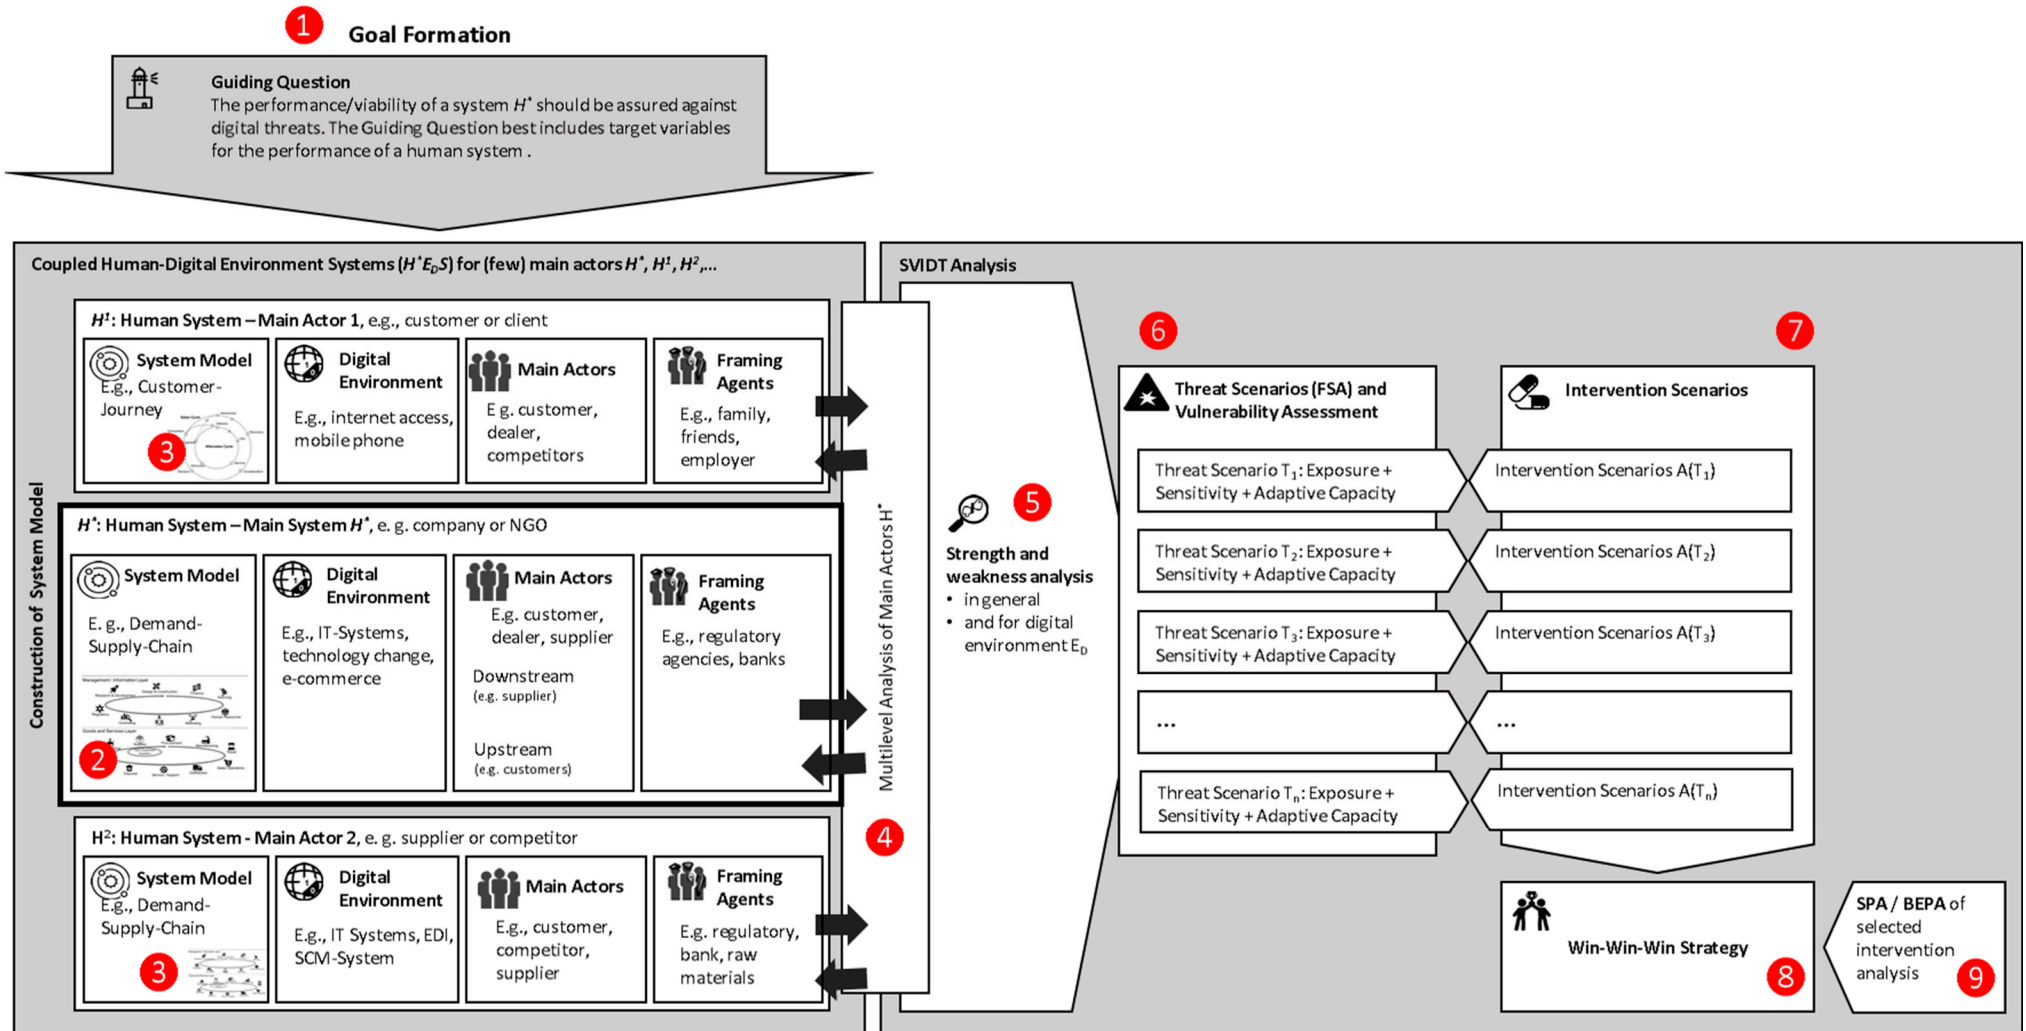 1
Goal Formation
Guiding Question
The performance/viability of a system H* should be assured against
digital threats. The Guiding Question best includes target variables
for the performance of a human system .
Coupled Human-Digital Environment Systems (H*E_DS) for (few) main actors H*, H¹, H²,...
Construction of System Model
H¹: Human System – Main Actor 1, e.g., customer or client
System Model
E.g., Customer-
Journey
3
Digital
Environment
E.g., internet access,
mobile phone
Main Actors
E g. customer,
dealer,
competitors
Framing
Agents
E.g., family,
friends,
employer
H*: Human System – Main System H*, e. g. company or NGO
System Model
E. g., Demand-
Supply-Chain
Management / Information Layer
Goods and Services Layer
2
Digital
Environment
E.g., IT-Systems,
technology change,
e-commerce
Main Actors
E.g. customer,
dealer, supplier
Downstream
(e.g. supplier)
Upstream
(e.g. customers)
Framing
Agents
E.g., regulatory
agencies, banks
H²: Human System - Main Actor 2, e. g. supplier or competitor
System Model
E.g., Demand-
Supply-Chain
3
Digital
Environment
E.g., IT Systems, EDI,
SCM-System
Main Actors
E.g., customer,
competitor,
supplier
Framing
Agents
E.g. regulatory,
bank, raw
materials
Multilevel Analysis of Main Actors H*
4
SVIDT Analysis
5
Strength and
weakness analysis
• in general
• and for digital
environment E_D
6
Threat Scenarios (FSA) and
Vulnerability Assessment
Threat Scenario T₁: Exposure +
Sensitivity + Adaptive Capacity
Threat Scenario T₂: Exposure +
Sensitivity + Adaptive Capacity
Threat Scenario T₃: Exposure +
Sensitivity + Adaptive Capacity
...
Threat Scenario Tₙ: Exposure +
Sensitivity + Adaptive Capacity
7
Intervention Scenarios
Intervention Scenarios A(T₁)
Intervention Scenarios A(T₂)
Intervention Scenarios A(T₃)
...
Intervention Scenarios A(Tₙ)
Win-Win-Win Strategy
8
SPA / BEPA of
selected
intervention
analysis
9